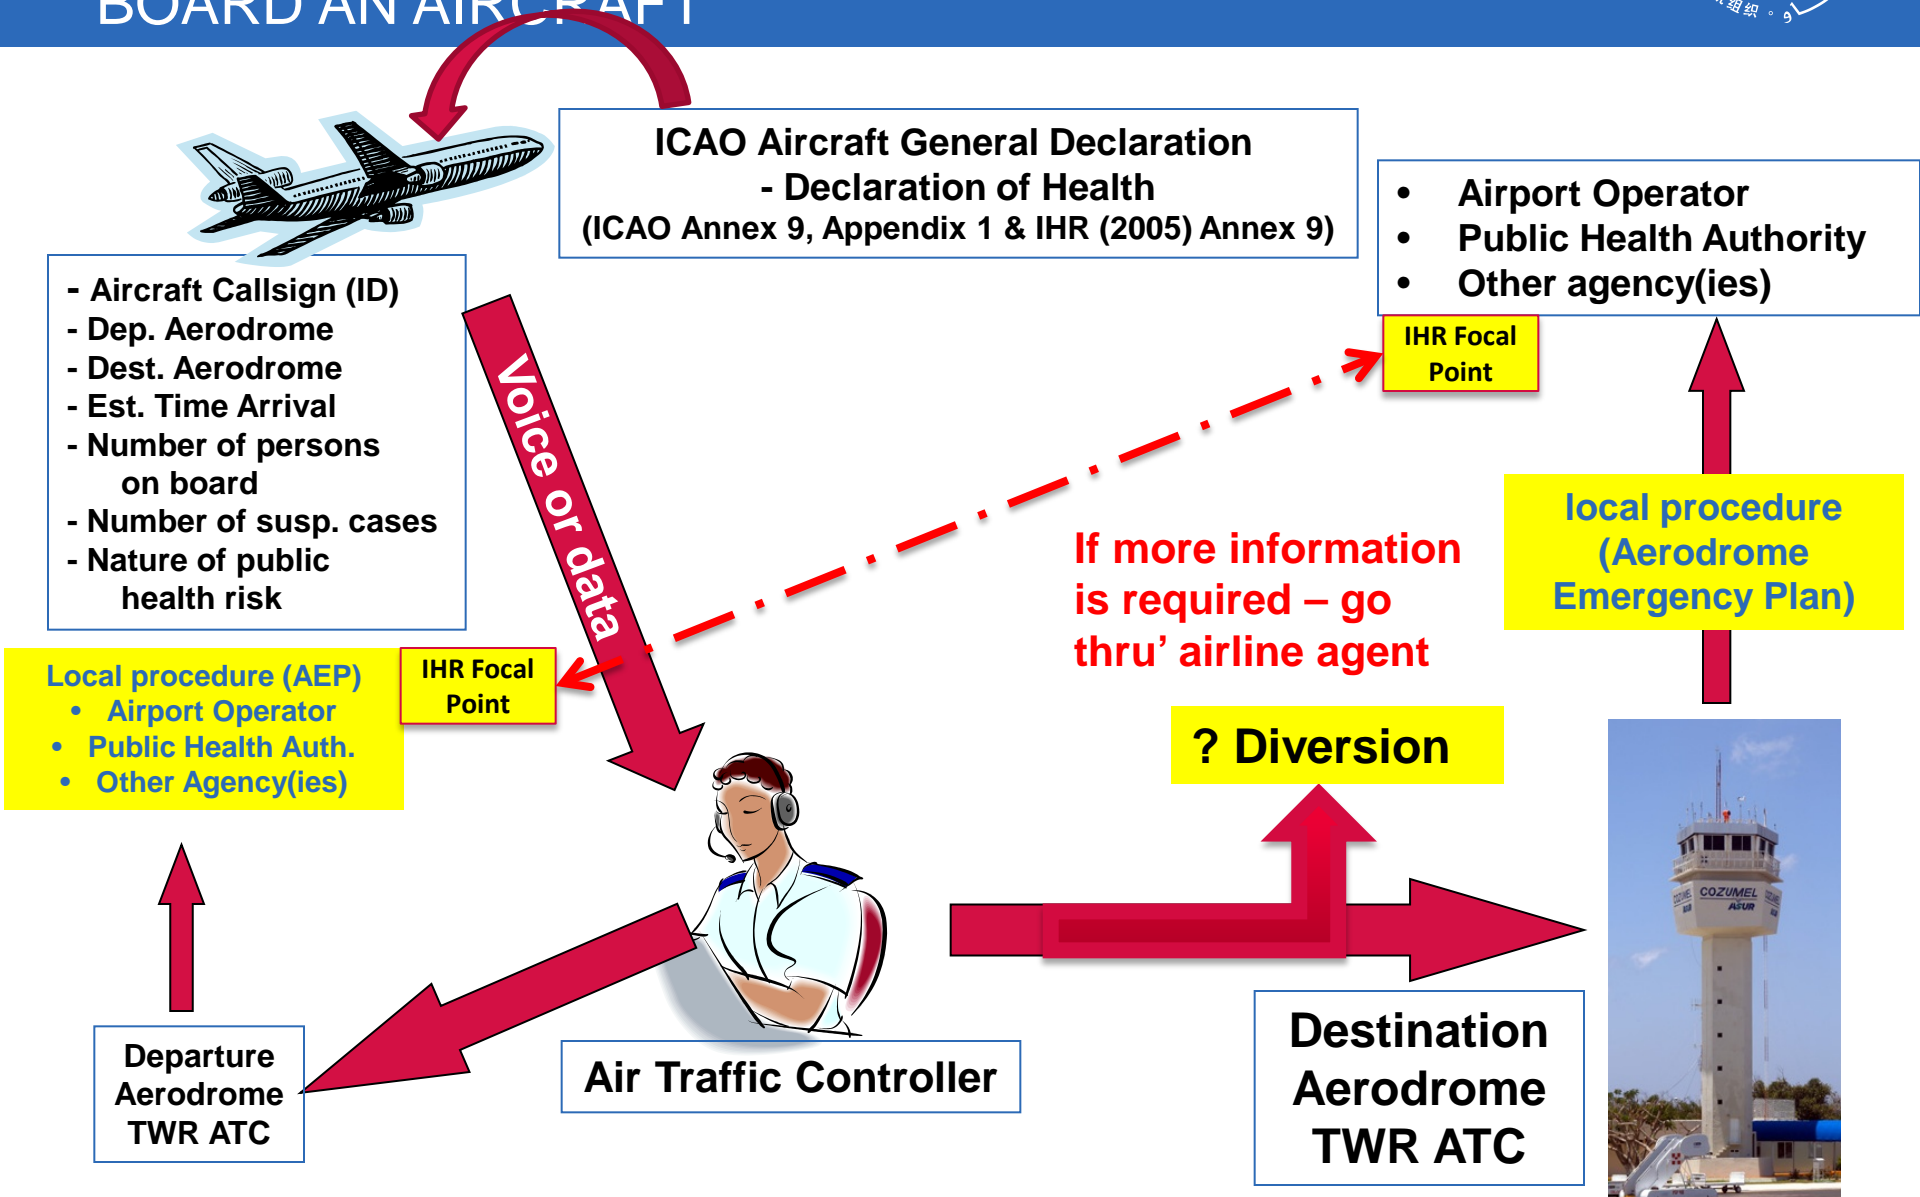 BOARD AN AIRCRAFT
组织
ICAO Aircraft General Declaration
- Declaration of Health
(ICAO Annex 9, Appendix 1 & IHR (2005) Annex 9)
• Airport Operator
• Public Health Authority
• Other agency(ies)
IHR Focal
Point
- Aircraft Callsign (ID)
- Dep. Aerodrome
- Dest. Aerodrome
- Est. Time Arrival
- Number of persons
on board
- Number of susp. cases
- Nature of public
health risk
Voice or data
local procedure
(Aerodrome
Emergency Plan)
If more information
is required – go
thru’ airline agent
Local procedure (AEP)
• Airport Operator
• Public Health Auth.
• Other Agency(ies)
IHR Focal
Point
? Diversion
COZUMEL
ASUR
Departure
Aerodrome
TWR ATC
Air Traffic Controller
Destination
Aerodrome
TWR ATC